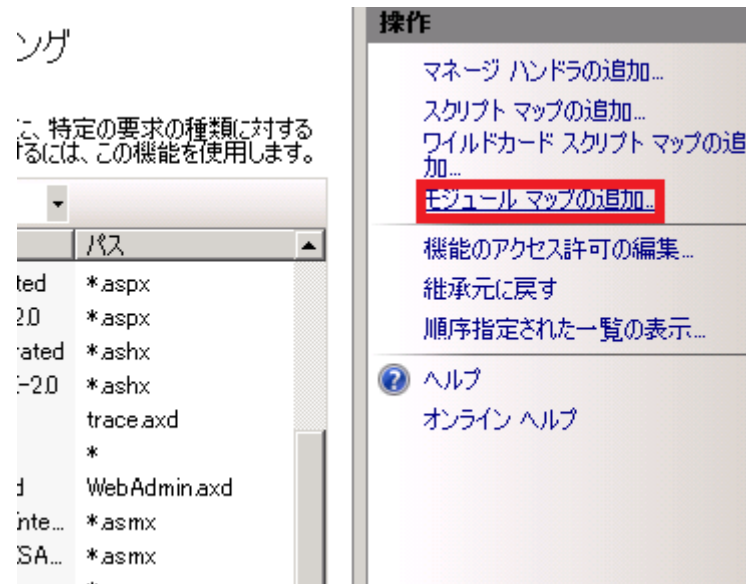 ング
に、特定の要求の種類に対する
するには、この機能を使用します。
パス
ted *.aspx
2.0 *.aspx
rated *.ashx
-2.0 *.ashx
trace.axd
*
d WebAdmin.axd
Inte... *.asmx
SA... *.asmx
操作
マネージ ハンドラの追加...
スクリプト マップの追加...
ワイルドカード スクリプト マップの追
加...
モジュール マップの追加...
機能のアクセス許可の編集...
継承元に戻す
順序指定された一覧の表示...
ヘルプ
オンライン ヘルプ